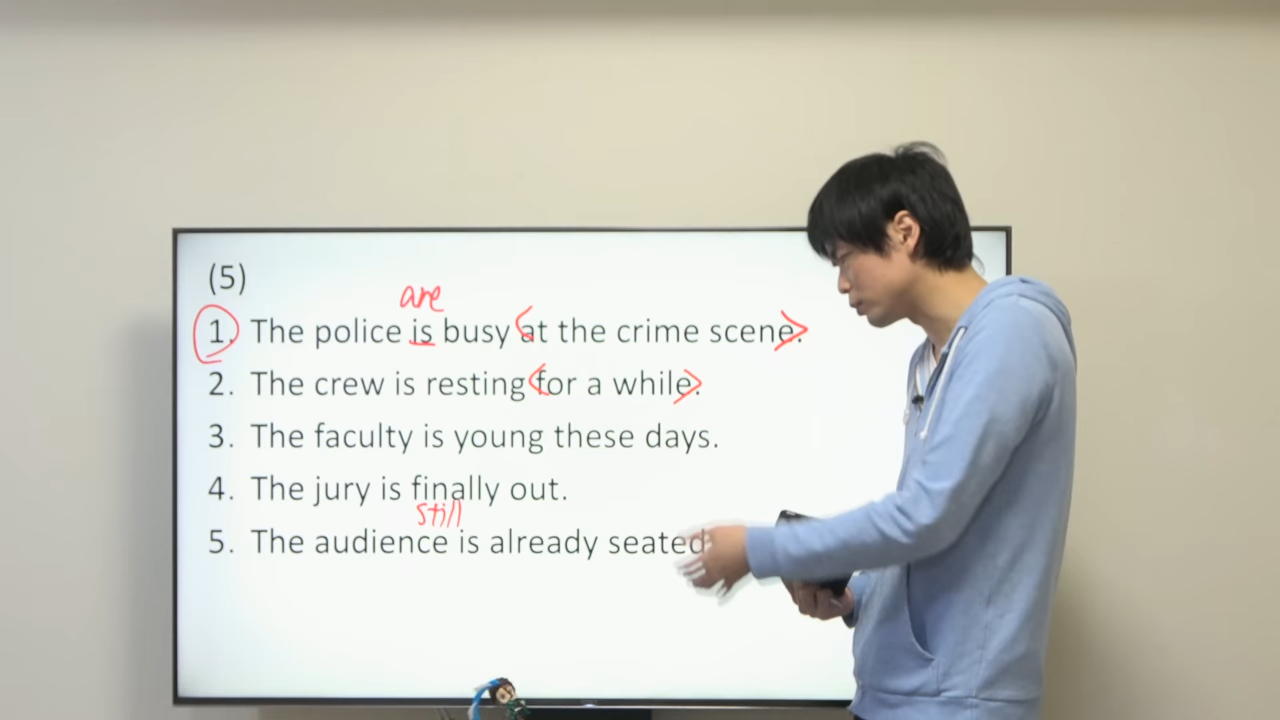 (5)
are
1. The police is busy at the crime scene.
2. The crew is resting for a while.
3. The faculty is young these days.
4. The jury is finally out.
still
5. The audience is already seated